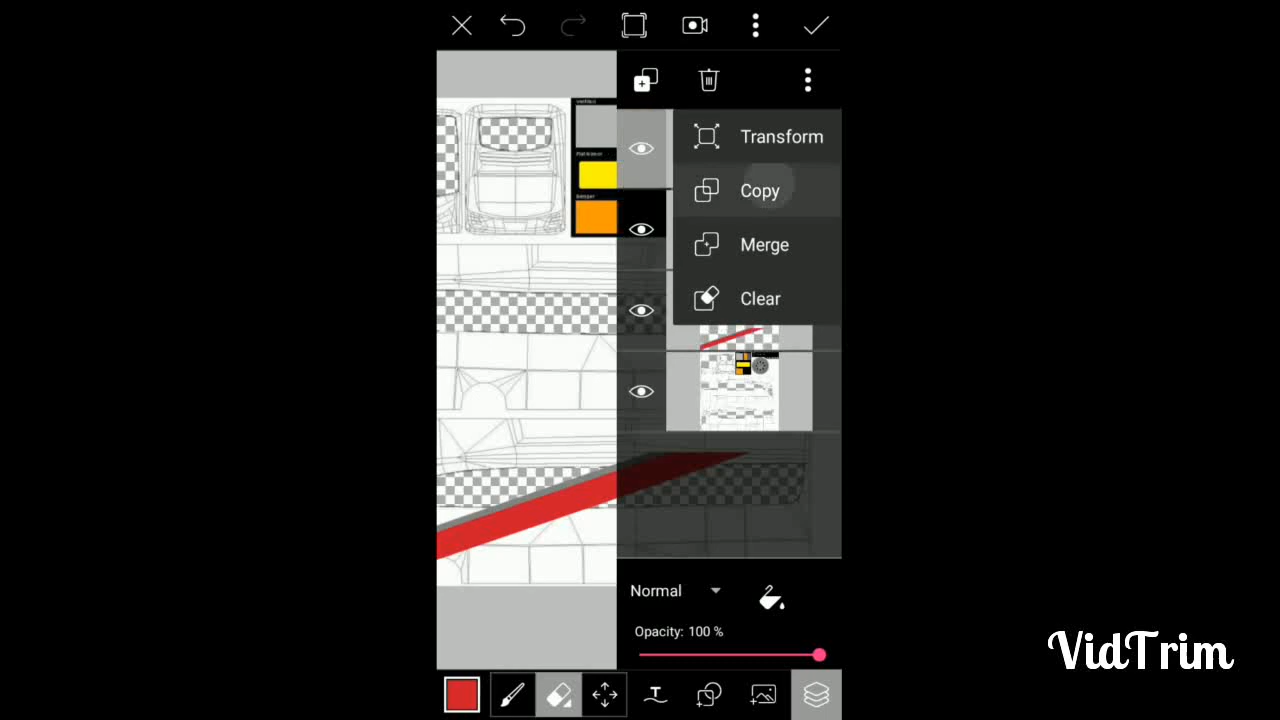 Transform
Copy
Merge
Clear
Normal
Opacity: 100 %
T
VidTrim